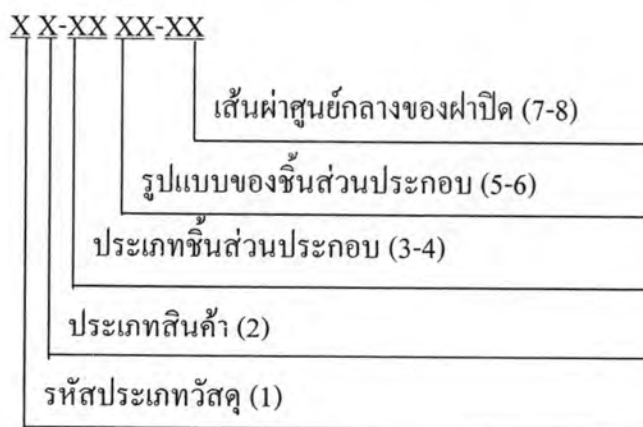 XX-XX XX-XX
เส้นผ่าศูนย์กลางของฝาปิด (7-8)
รูปแบบของชิ้นส่วนประกอบ (5-6)
ประเภทชิ้นส่วนประกอบ (3-4)
ประเภทสินค้า (2)
รหัสประเภทวัสดุ (1)